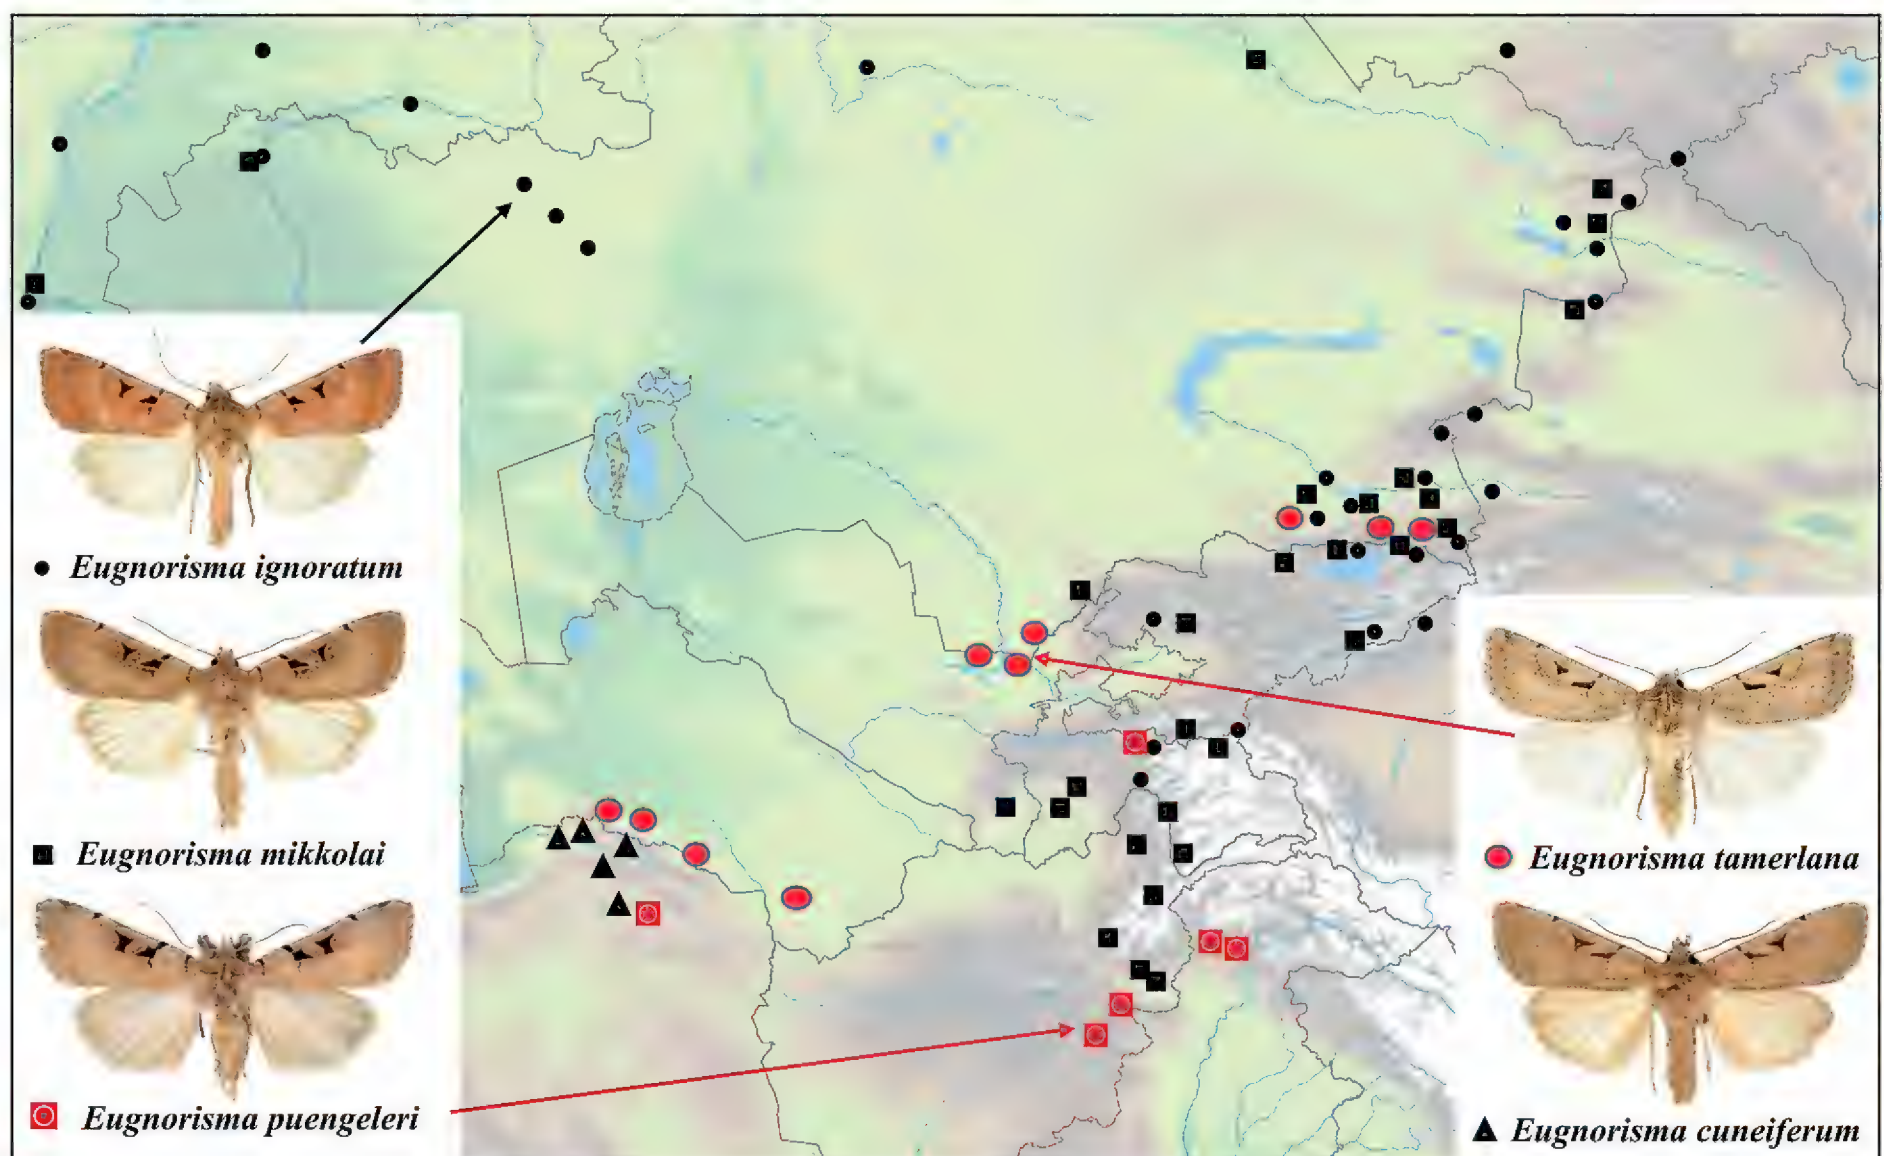 Eugnorisma ignoratum
Eugnorisma mikkolai
Eugnorisma puengeleri
Eugnorisma tamerlana
Eugnorisma cuneiferum